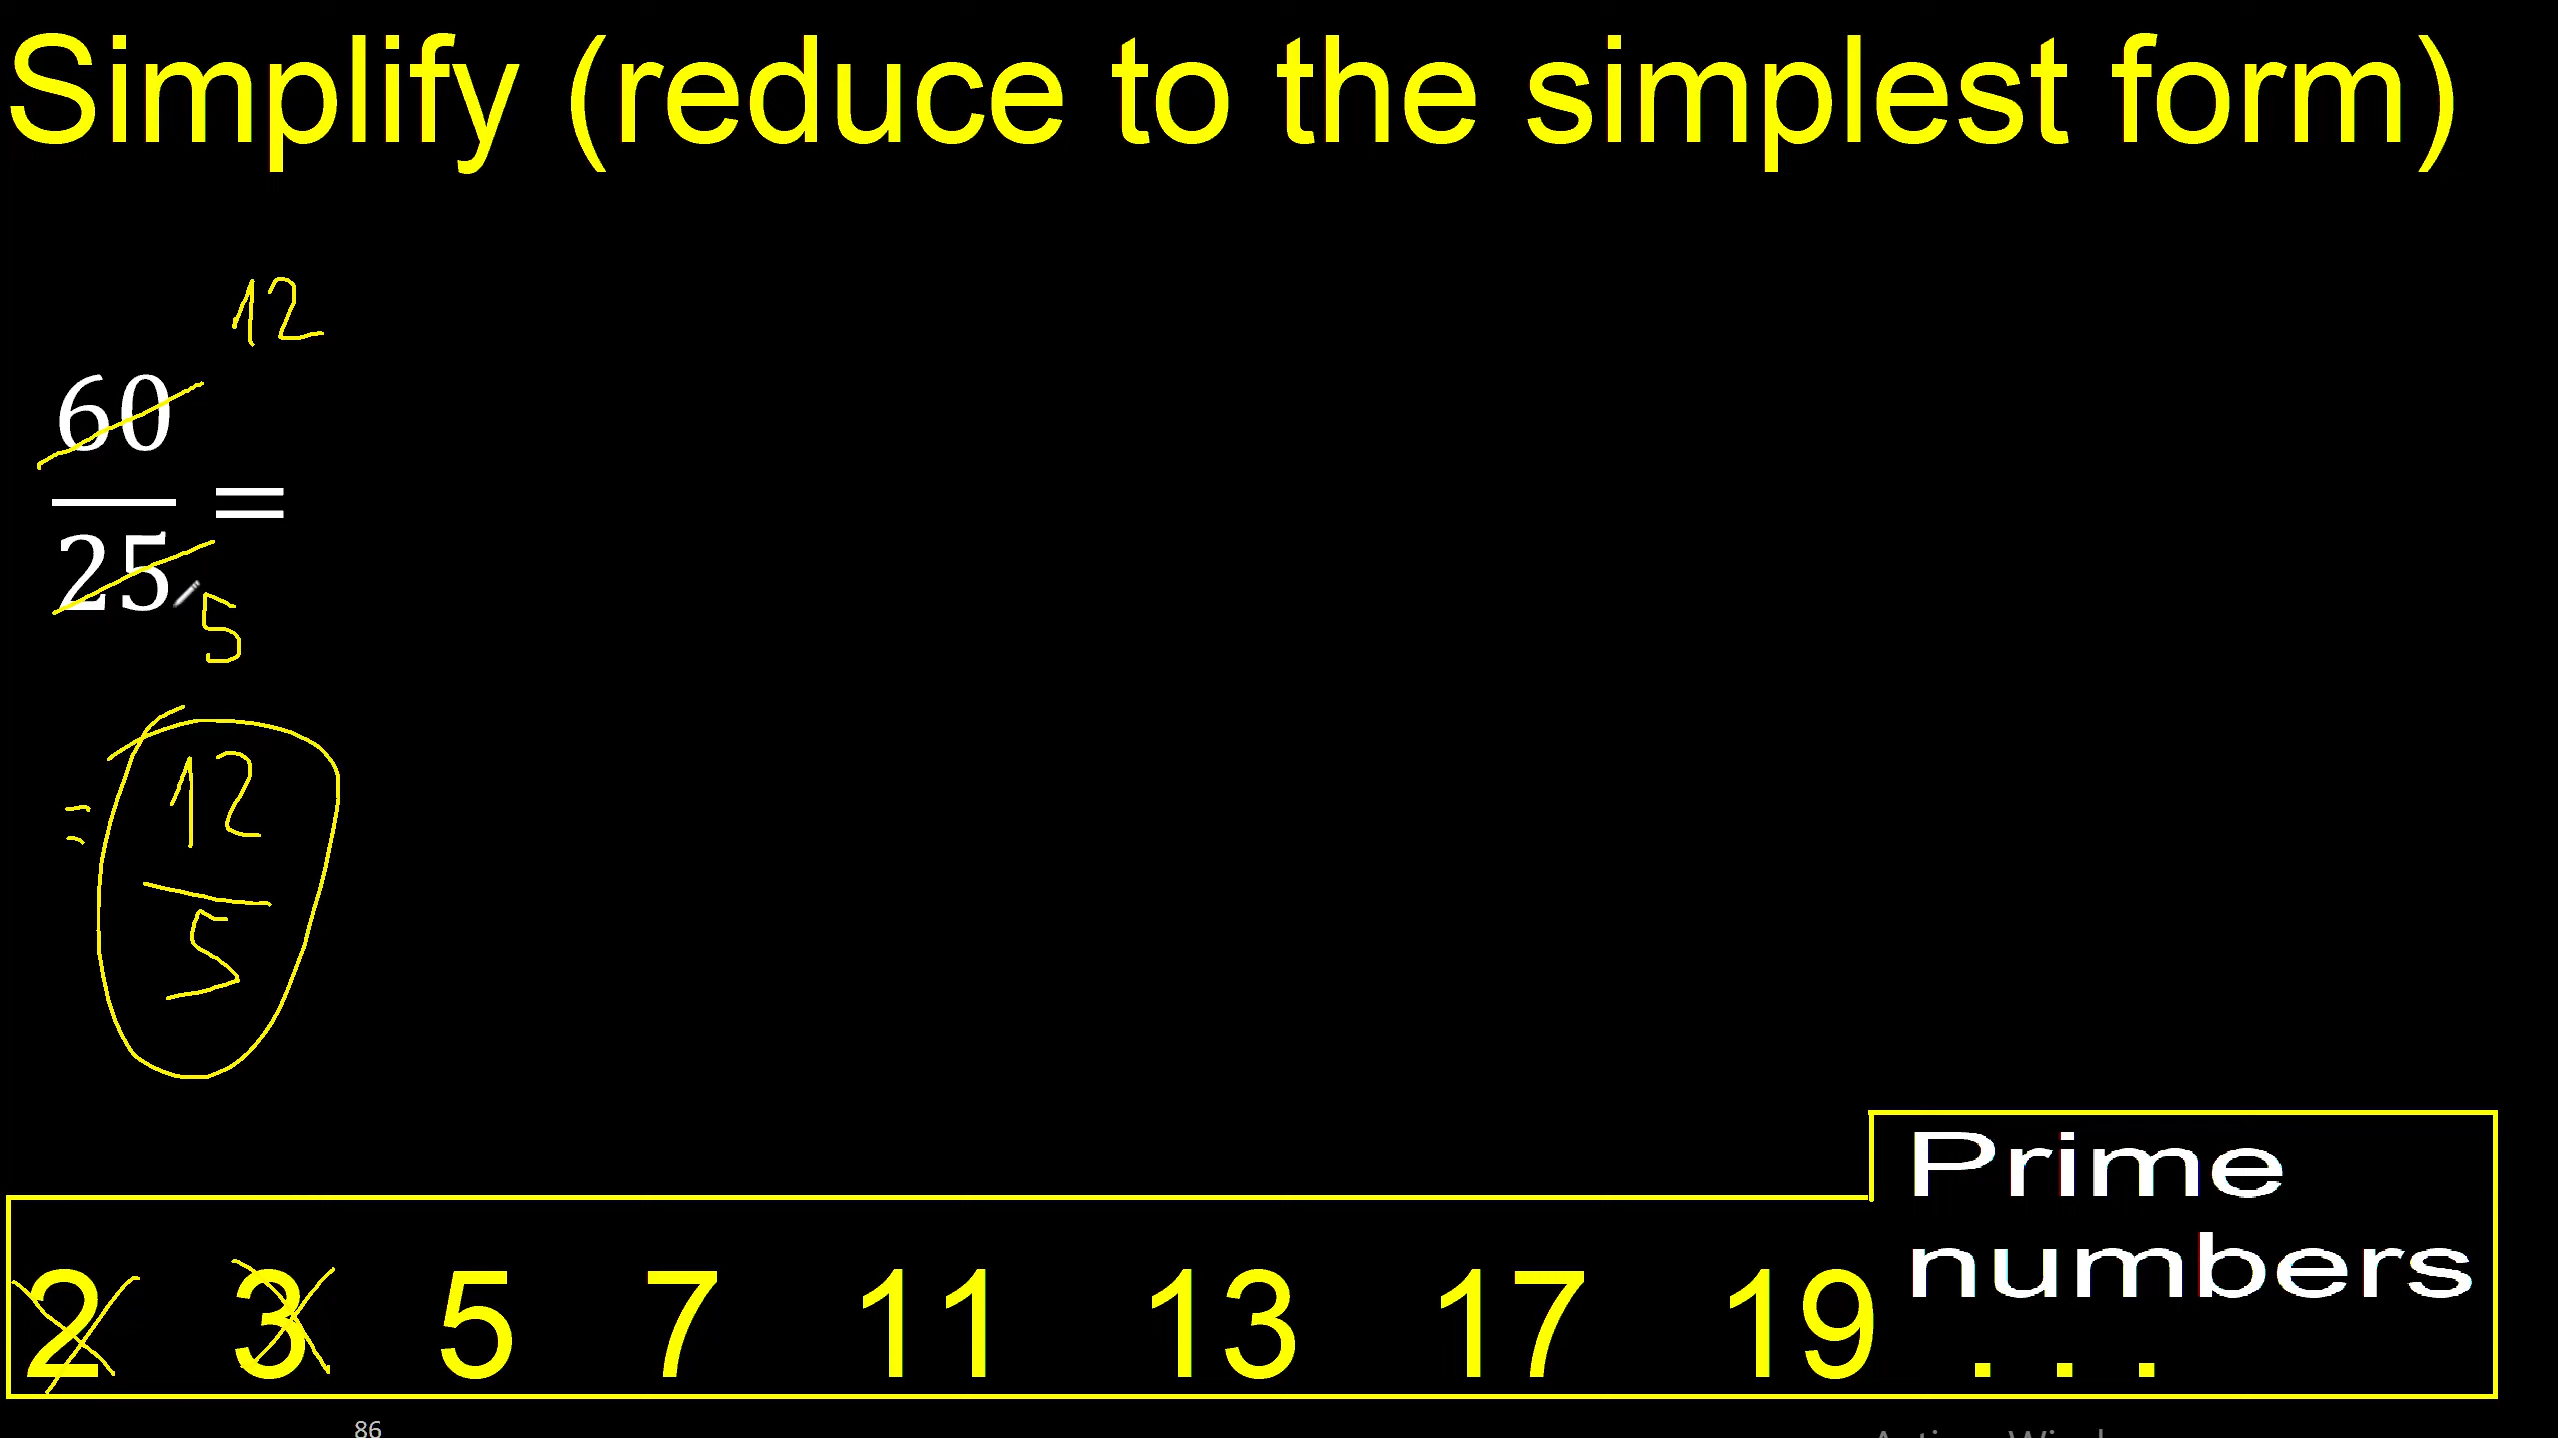 Simplify (reduce to the simplest form)
12
60
25
=
5
=
12
5
Prime
numbers
2 3 5 7 11 13 17 19 . . .
86